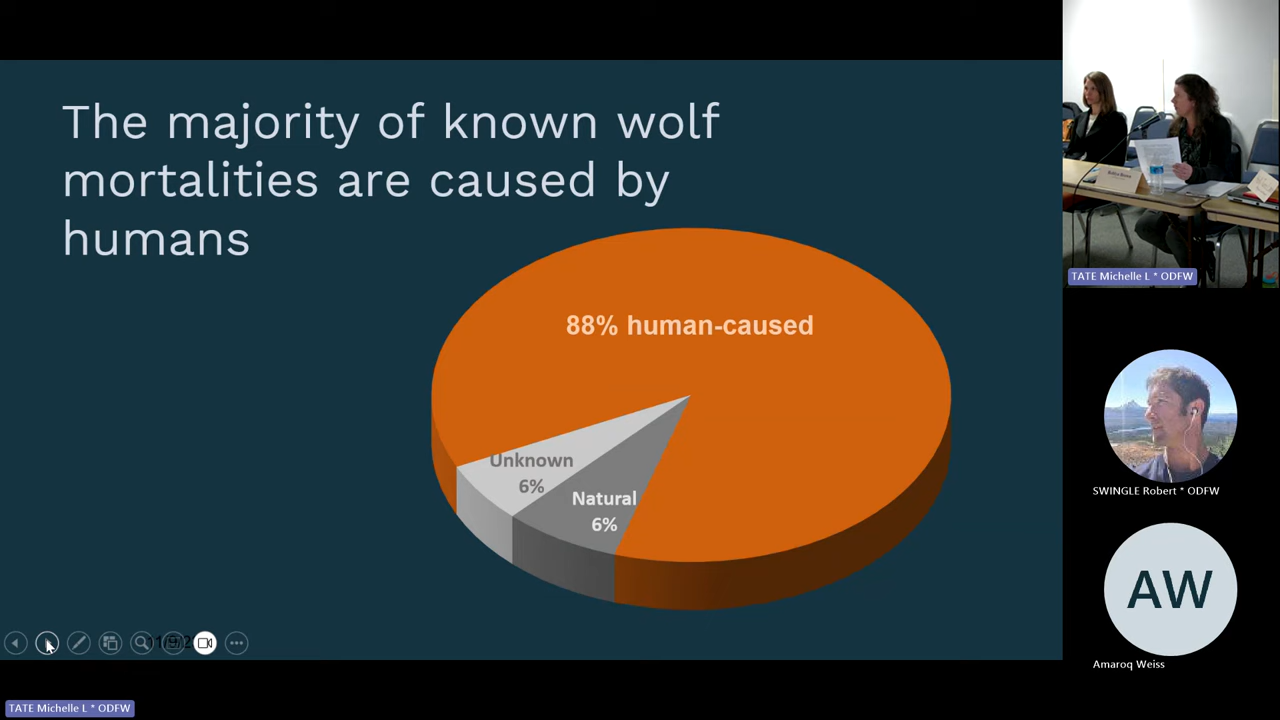 The majority of known wolf
mortalities are caused by
humans
88% human-caused
Unknown
6%
Natural
6%
TATE Michelle L * ODFW
SWINGLE Robert * ODFW
AW
Amaroq Weiss
TATE Michelle L * ODFW